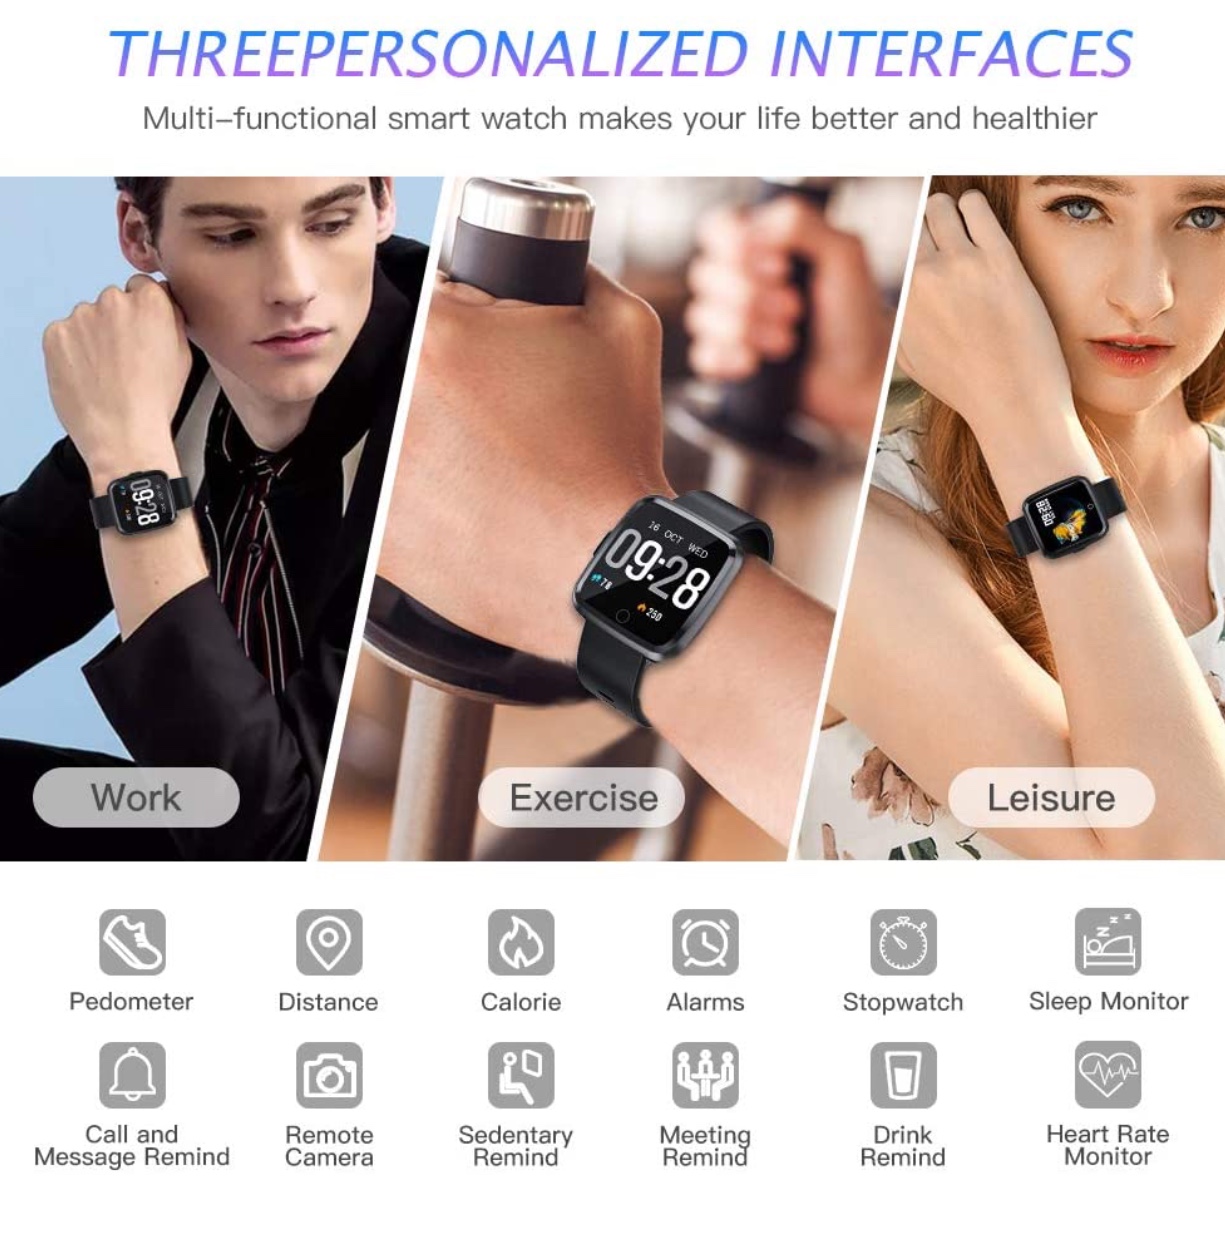 THREEPERSONALIZED INTERFACES
Multi-functional smart watch makes your life better and healthier
09:28
16 OCT WED
09:28
78
250
09:28
Work
Exercise
Leisure
Pedometer
Distance
Calorie
Alarms
Stopwatch
Sleep Monitor
Call and
Message Remind
Remote
Camera
Sedentary
Remind
Meeting
Remind
Drink
Remind
Heart Rate
Monitor